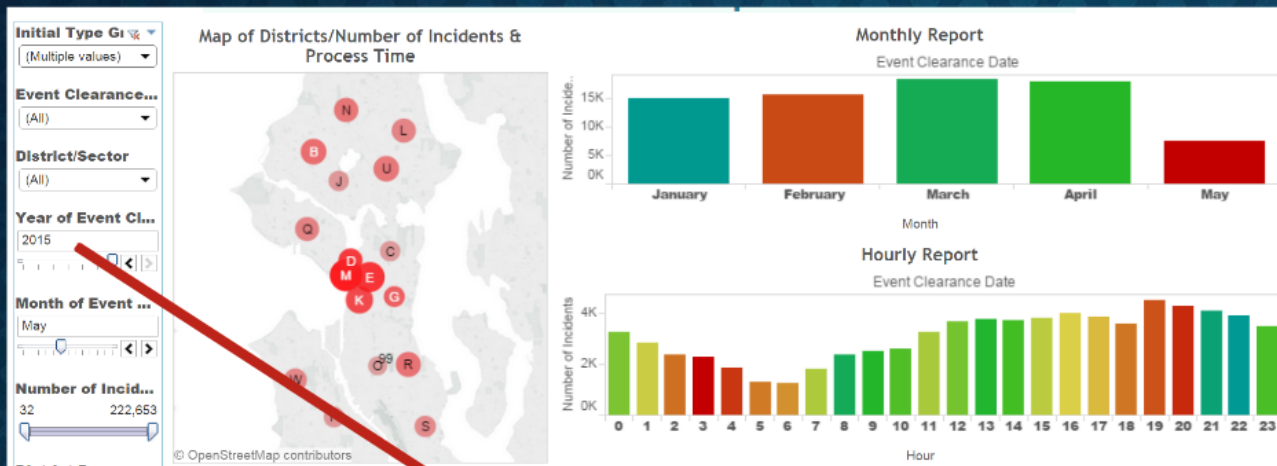 Initial Type Gr
(Multiple values)
Event Clearance...
(All)
District/Sector
(All)
Year of Event Cl...
2015
Month of Event ...
May
Number of Incid...
32 222,653
Map of Districts/Number of Incidents &
Process Time
N
L
B
U
J
Q
C
D
M E
K G
99
O R
W
S
© OpenStreetMap contributors
Monthly Report
Event Clearance Date
Number of Incide..
15K
10K
5K
0K
January February March April May
Month
Hourly Report
Event Clearance Date
Number of Incidents
4K
2K
0K
0 1 2 3 4 5 6 7 8 9 10 11 12 13 14 15 16 17 18 19 20 21 22 23
Hour